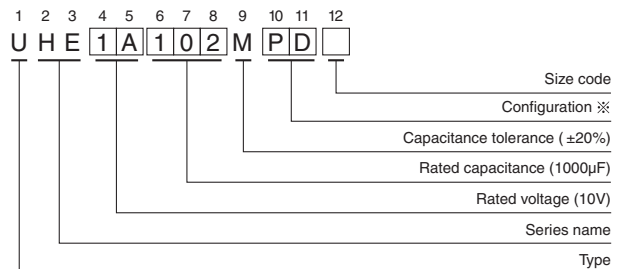 1 2 3 4 5 6 7 8 9 10 11 12
U H E 1 A 1 0 2 M P D
Size code
Configuration ※
Capacitance tolerance ( ±20%)
Rated capacitance (1000µF)
Rated voltage (10V)
Series name
Type